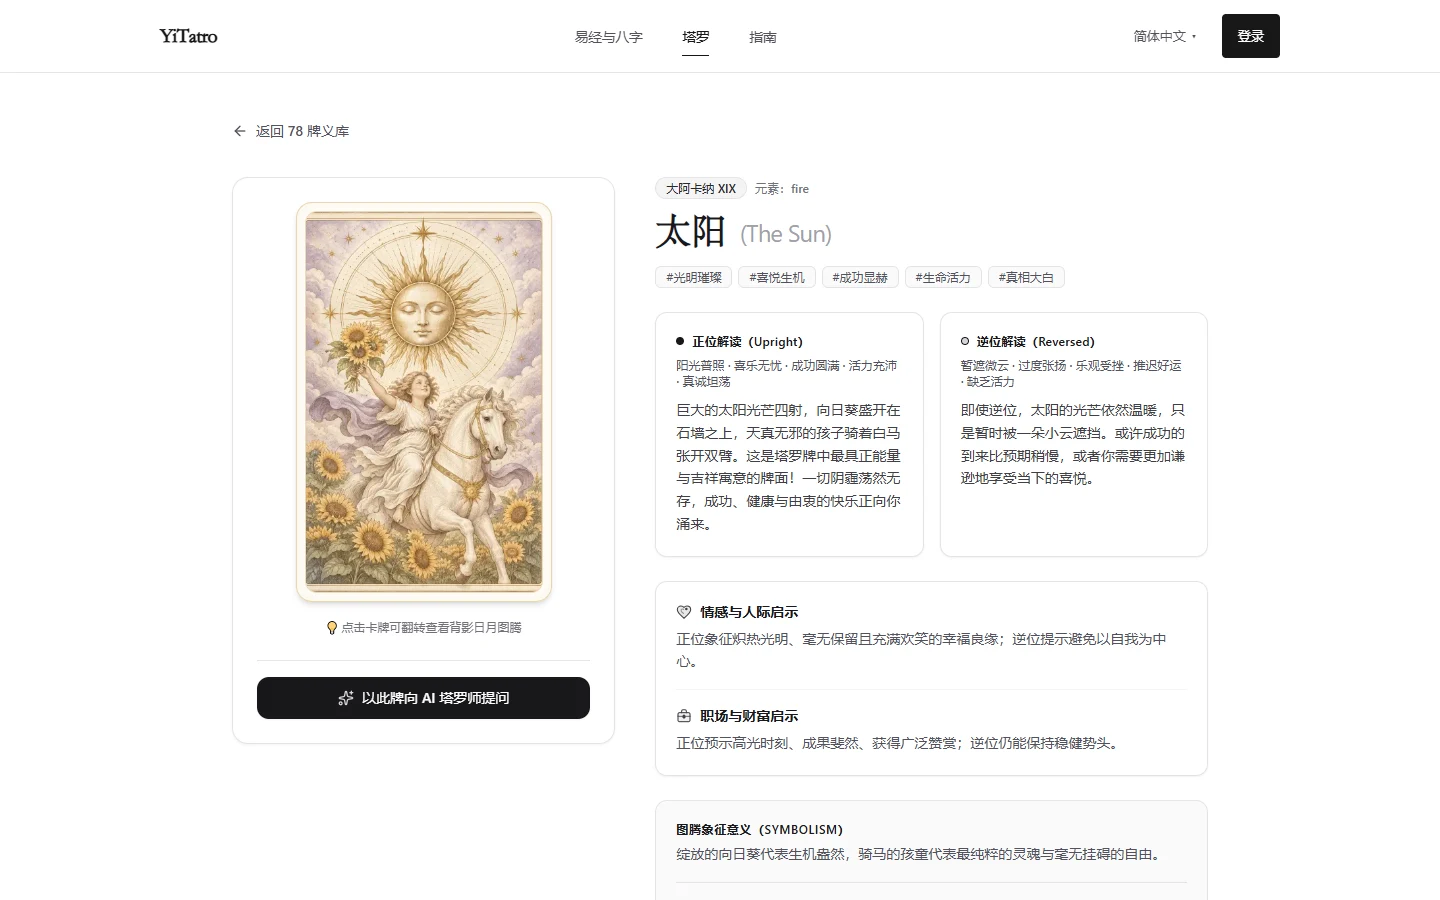 YiTatro
易经与八字
塔罗
指南
简体中文
登录
返回 78 牌义库
点击卡牌可翻转查看背影日月图腾
以此牌向 AI 塔罗师提问
大阿卡纳 XIX
元素：fire
太阳 (The Sun)
#光明璀璨
#喜悦生机
#成功显赫
#生命活力
#真相大白
正位解读（Upright）
阳光普照 · 喜乐无忧 · 成功圆满 · 活力充沛
· 真诚坦荡
巨大的太阳光芒四射，向日葵盛开在
石墙之上，天真无邪的孩子骑着白马
张开双臂。这是塔罗牌中最具正能量
与吉祥寓意的牌面！一切阴霾荡然无
存，成功、健康与由衷的快乐正向你
涌来。
逆位解读（Reversed）
暂遮微云 · 过度张扬 · 乐观受挫 · 推迟好运
· 缺乏活力
即使逆位，太阳的光芒依然温暖，只
是暂时被一朵小云遮挡。或许成功的
到来比预期稍慢，或者你需要更加谦
逊地享受当下的喜悦。
情感与人际启示
正位象征炽热光明、毫无保留且充满欢笑的幸福良缘；逆位提示避免以自我为中
心。
职场与财富启示
正位预示高光时刻、成果斐然、获得广泛赞赏；逆位仍能保持稳健势头。
图腾象征意义（SYMBOLISM）
绽放的向日葵代表生机盎然，骑马的孩童代表最纯粹的灵魂与毫无挂碍的自由。